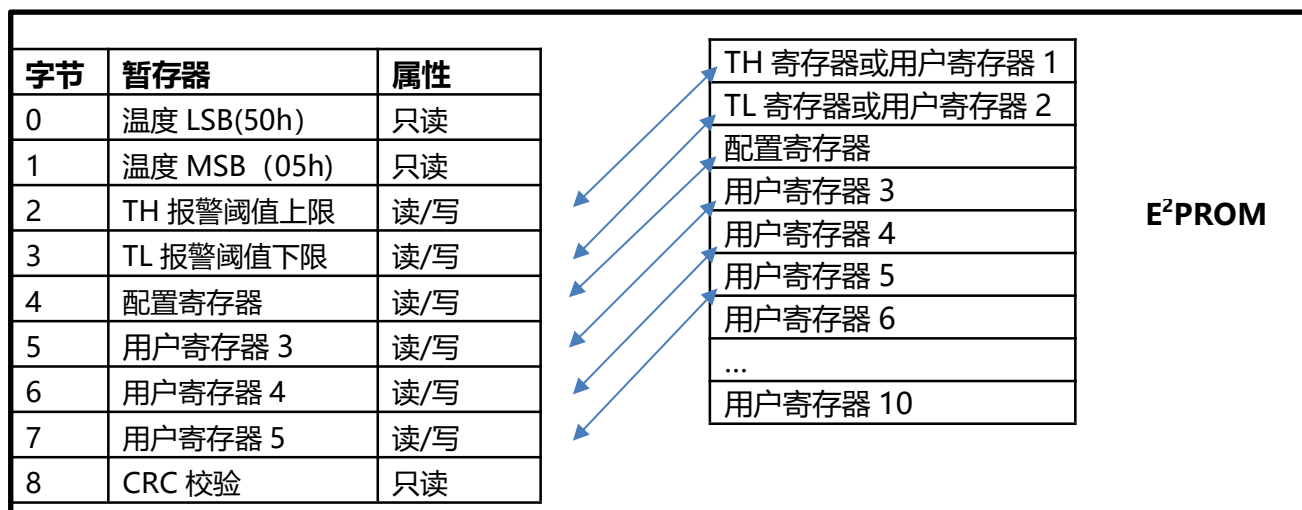 字节 暂存器 属性
0 温度 LSB(50h） 只读
1 温度 MSB（05h) 只读
2 TH 报警阈值上限 读/写
3 TL 报警阈值下限 读/写
4 配置寄存器 读/写
5 用户寄存器 3 读/写
6 用户寄存器 4 读/写
7 用户寄存器 5 读/写
8 CRC 校验 只读
TH 寄存器或用户寄存器 1
TL 寄存器或用户寄存器 2
配置寄存器
用户寄存器 3
用户寄存器 4
用户寄存器 5
用户寄存器 6
...
用户寄存器 10
E²PROM